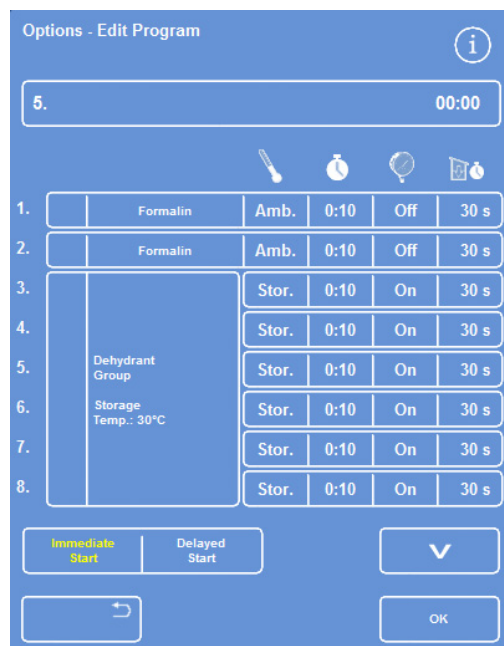 Options - Edit Program
i
5. 00:00
1. Formalin Amb. 0:10 Off 30 s
2. Formalin Amb. 0:10 Off 30 s
3. Stor. 0:10 On 30 s
4. Stor. 0:10 On 30 s
Dehydrant
Group
5. Stor. 0:10 On 30 s
Storage
Temp.: 30°C
6. Stor. 0:10 On 30 s
7. Stor. 0:10 On 30 s
8. Stor. 0:10 On 30 s
Immediate
Start
Delayed
Start
V
OK